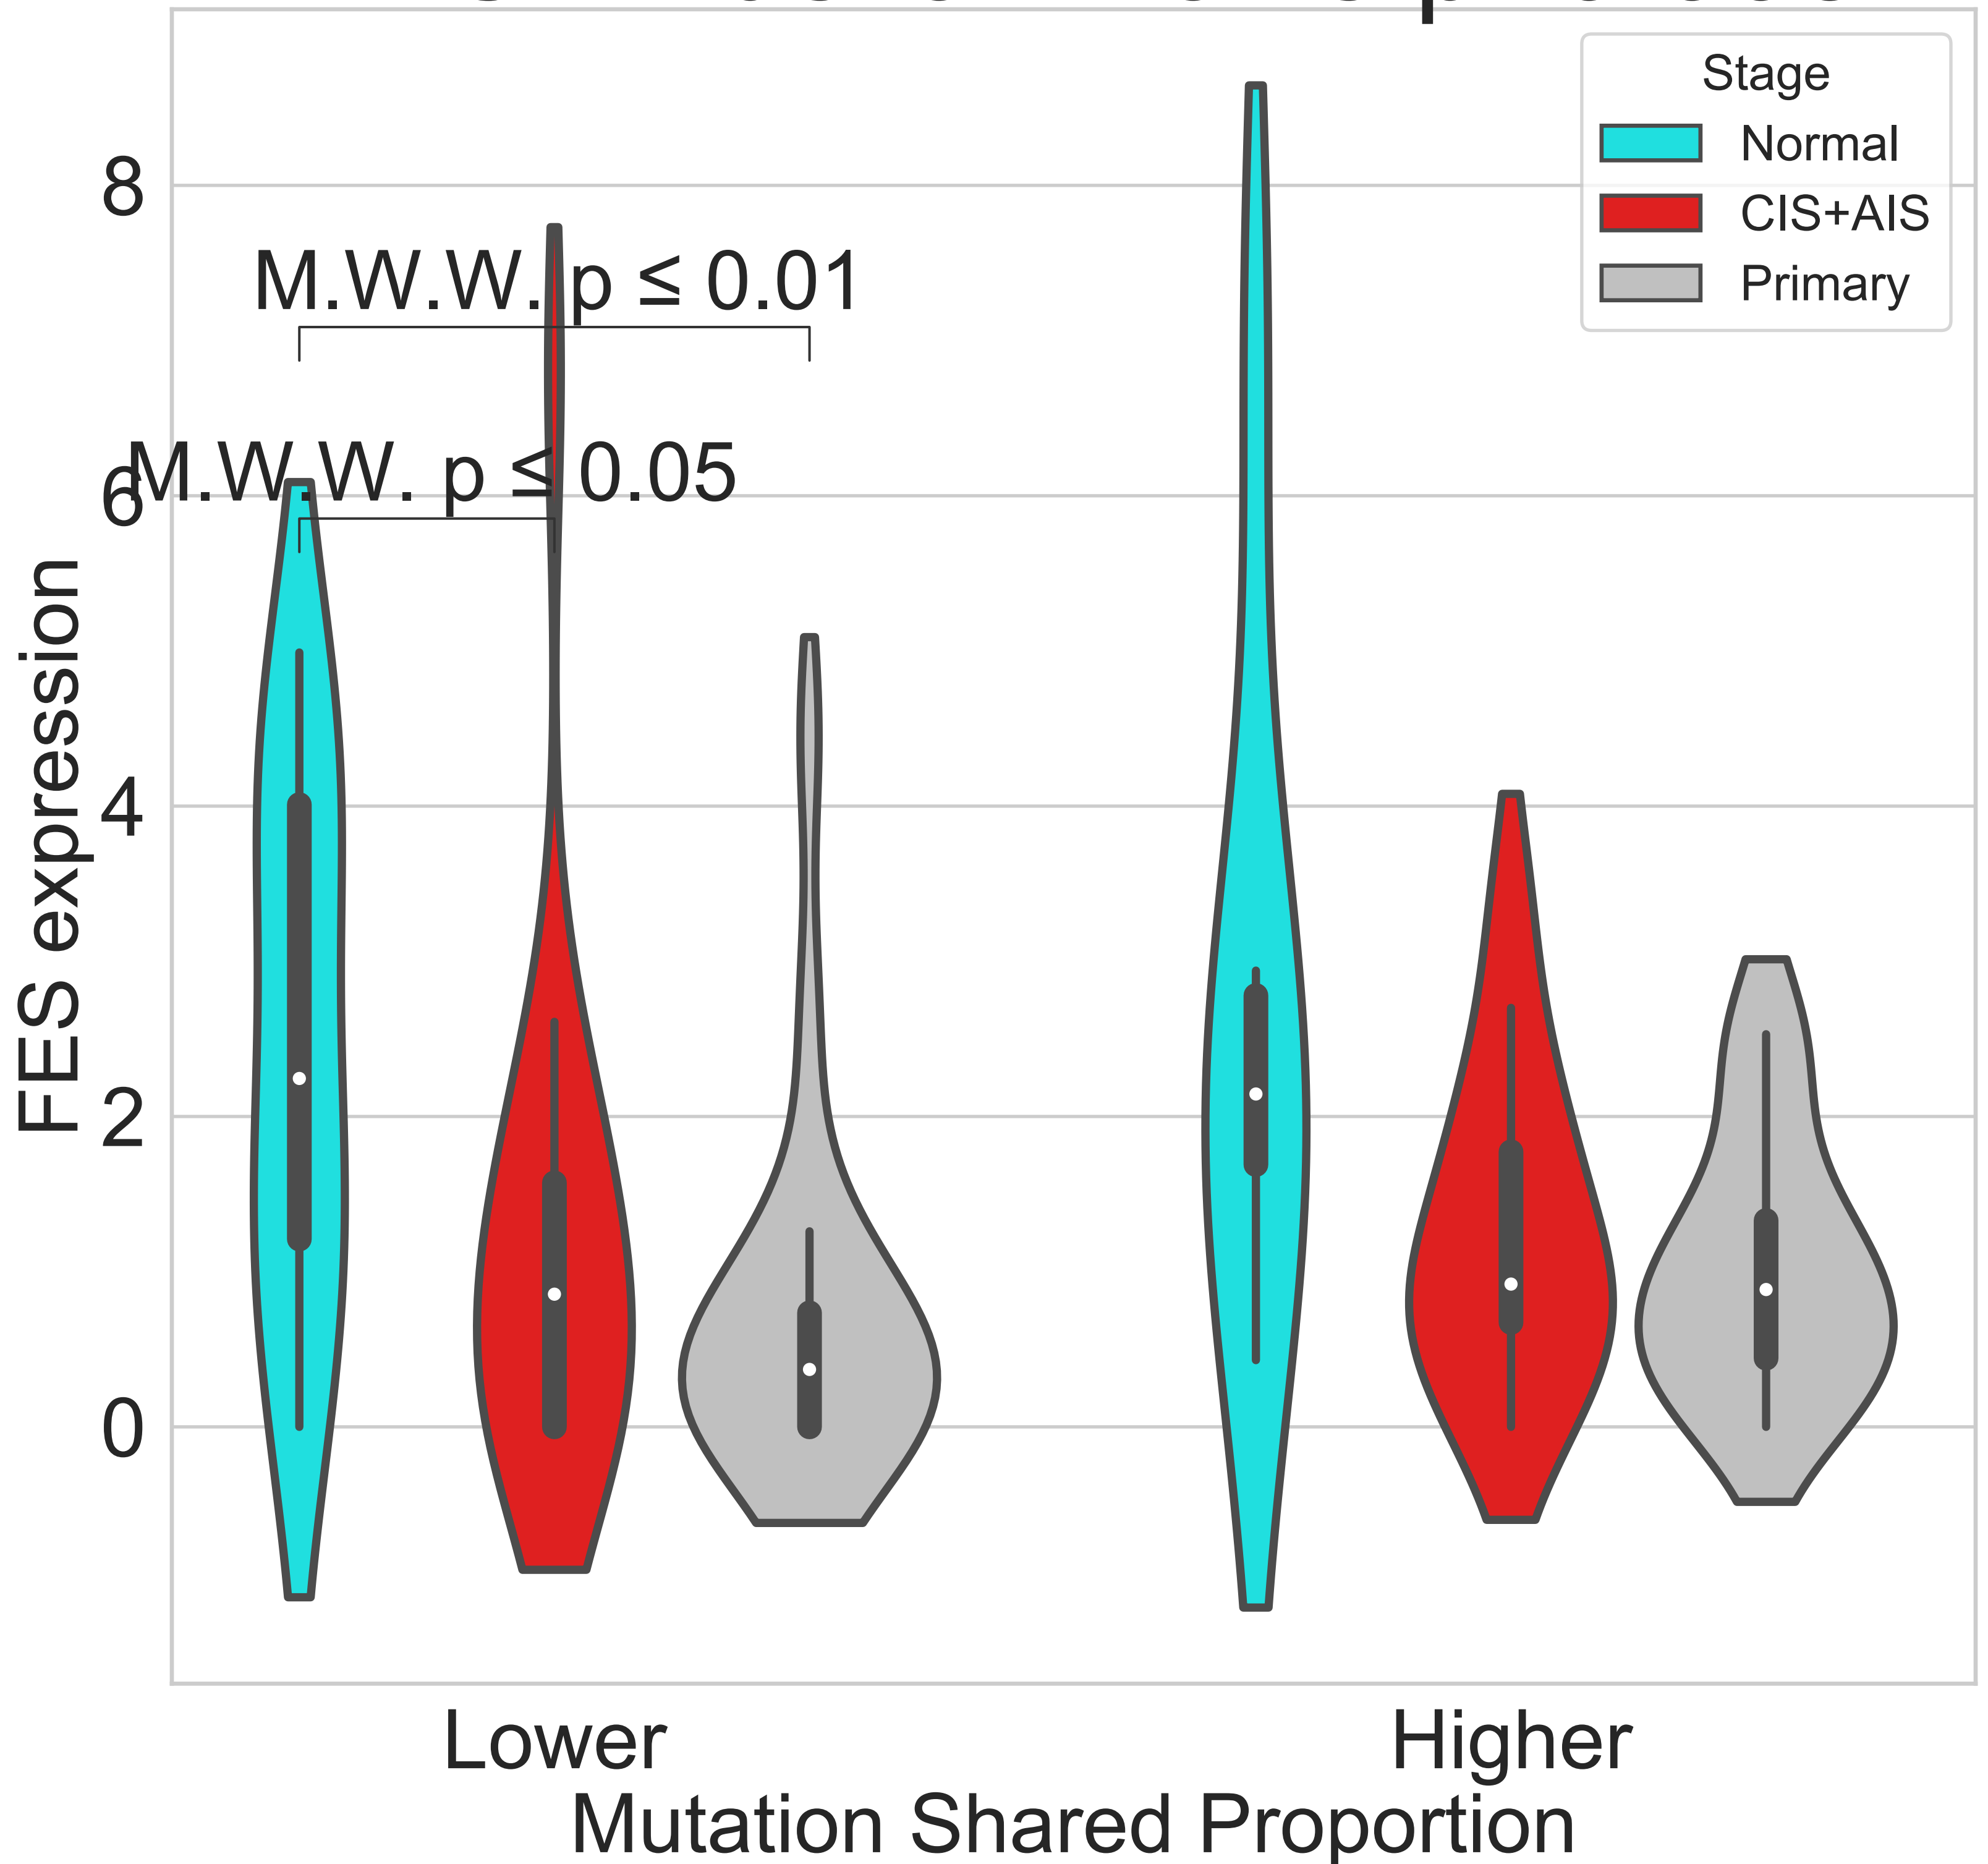 Stage
Normal
CIS+AIS
Primary
M.W.W. p ≤ 0.01
M.W.W. p ≤ 0.05
8
6
4
2
0
FES expression
Lower
Higher
Mutation Shared Proportion